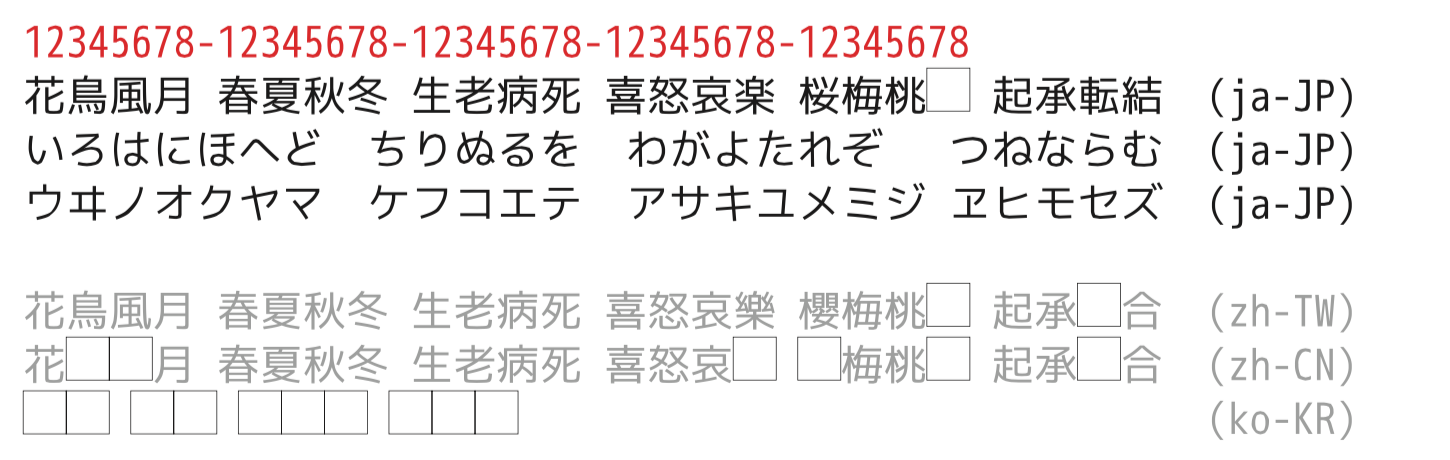 12345678-12345678-12345678-12345678-12345678
花鳥風月 春夏秋冬 生老病死 喜怒哀楽 桜梅桃□ 起承転結 (ja-JP)
いろはにほへど ちりぬるを わがよたれぞ つねならむ (ja-JP)
ウヰノオクヤマ ケフコエテ アサキユメミジ ヱヒモセズ (ja-JP)
花鳥風月 春夏秋冬 生老病死 喜怒哀樂 櫻梅桃□ 起承□合 (zh-TW)
花□□月 春夏秋冬 生老病死 喜怒哀□ □梅桃□ 起承□合 (zh-CN)
□□ □□ □□□ □□□ (ko-KR)